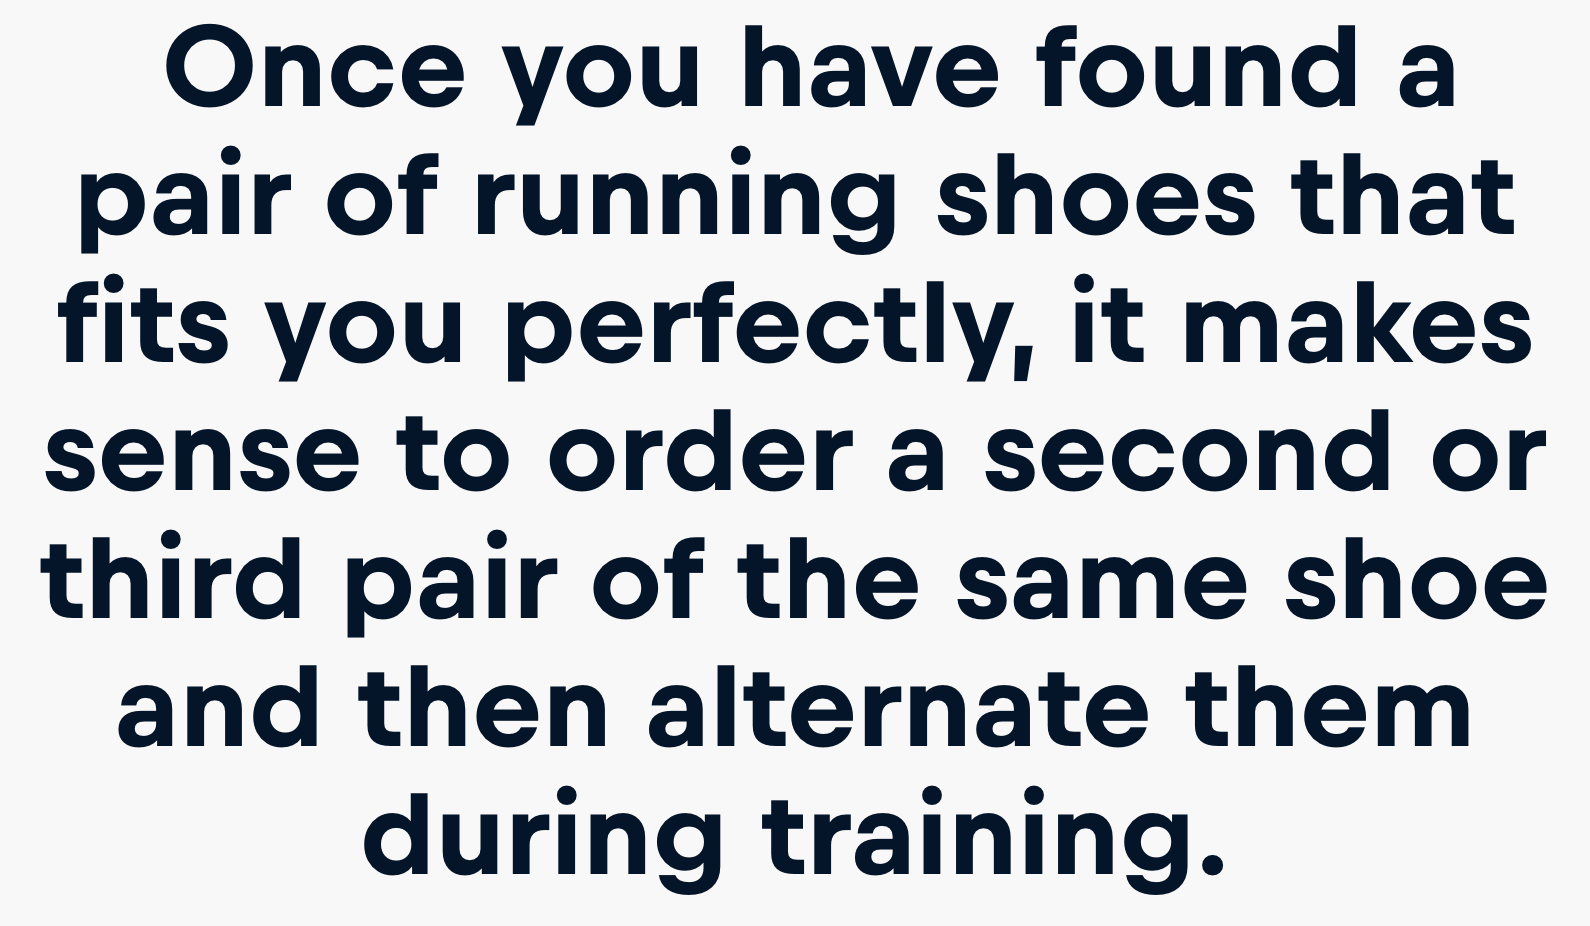 Once you have found a
pair of running shoes that
fits you perfectly, it makes
sense to order a second or
third pair of the same shoe
and then alternate them
during training.